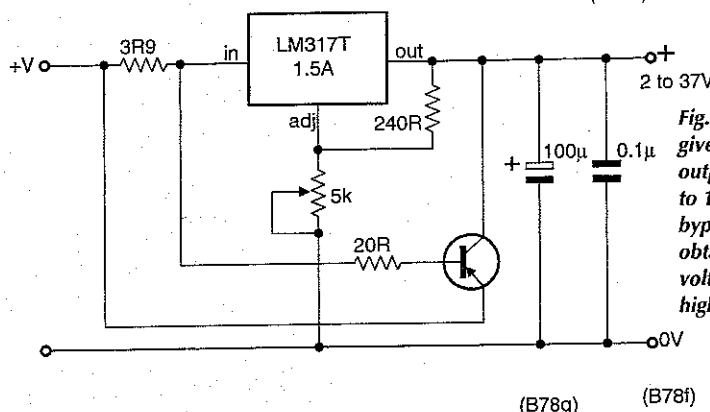 3R9
+V
in
LM317T
1.5A
out
+
2 to 37V
adj
240R
5k
20R
+
100µ
0.1µ
0V
Fig.
give
outp
to 1
byp
obt
volt
high
(B78g)
(B78f)